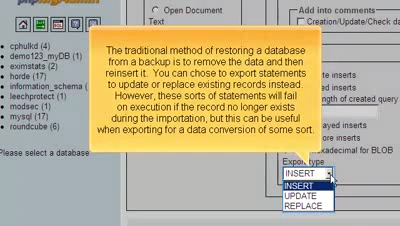 phpMyAdmin
cphulkd (4)
demo123_myDB (1)
eximstats (4)
horde (17)
information_schema (
leechprotect (1)
modsec (1)
mysql (17)
roundcube (6)
Please select a database
Open Document
Text
Add into comments
Creation/Update/Check da
The traditional method of restoring a database
from a backup is to remove the data and then
reinsert it. You can chose to export statements
to update or replace existing records instead.
However, these sorts of statements will fail
on execution if the record no longer exists
during the importation, but this can be useful
when exporting for a data conversion of some sort.
inserts
inserts
length of created query
ayed inserts
ore inserts
exadecimal for BLOB
Export type
INSERT
INSERT
UPDATE
REPLACE